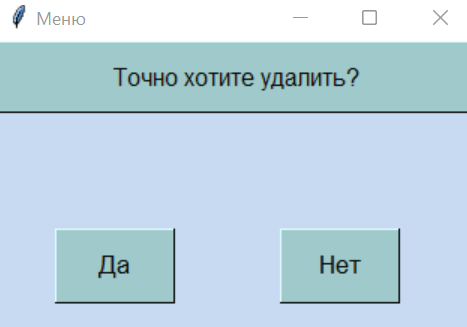 Меню
Точно хотите удалить?
Да
Нет